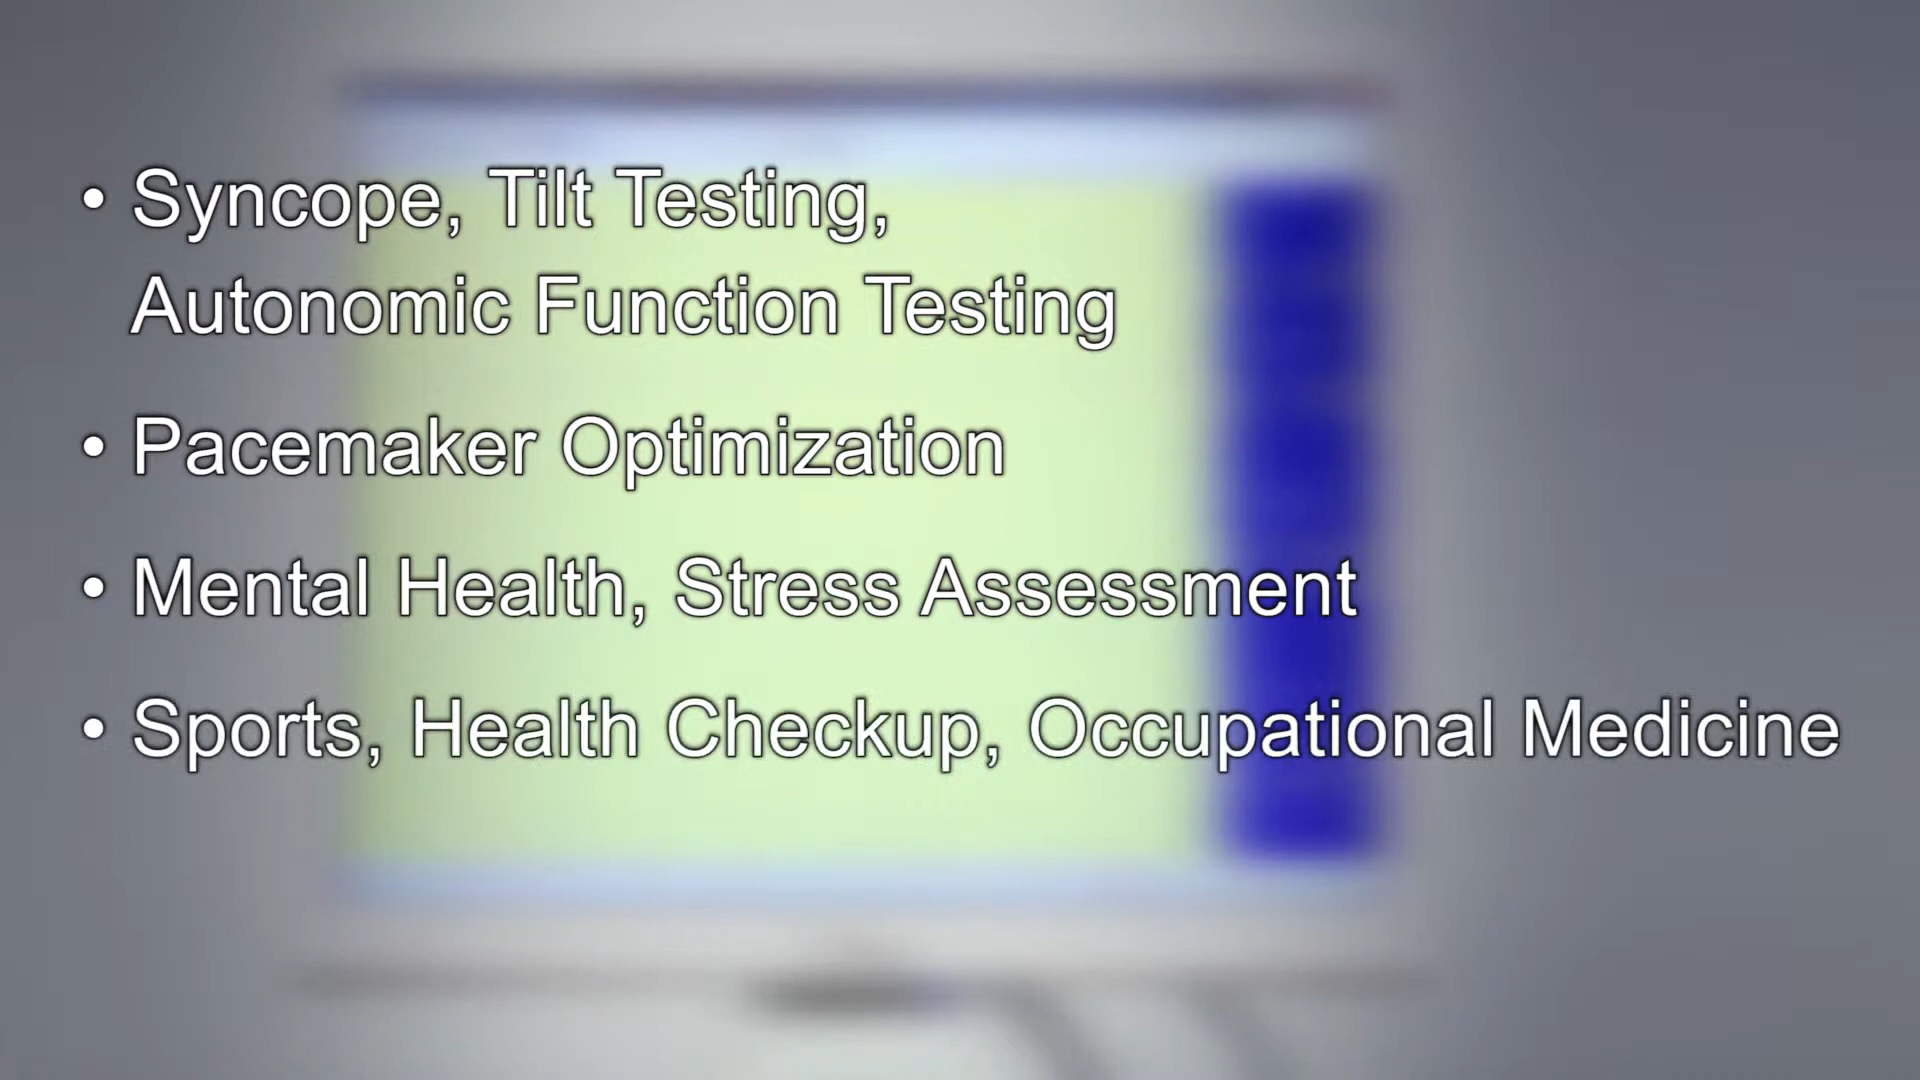 • Syncope, Tilt Testing,
Autonomic Function Testing
• Pacemaker Optimization
• Mental Health, Stress Assessment
• Sports, Health Checkup, Occupational Medicine